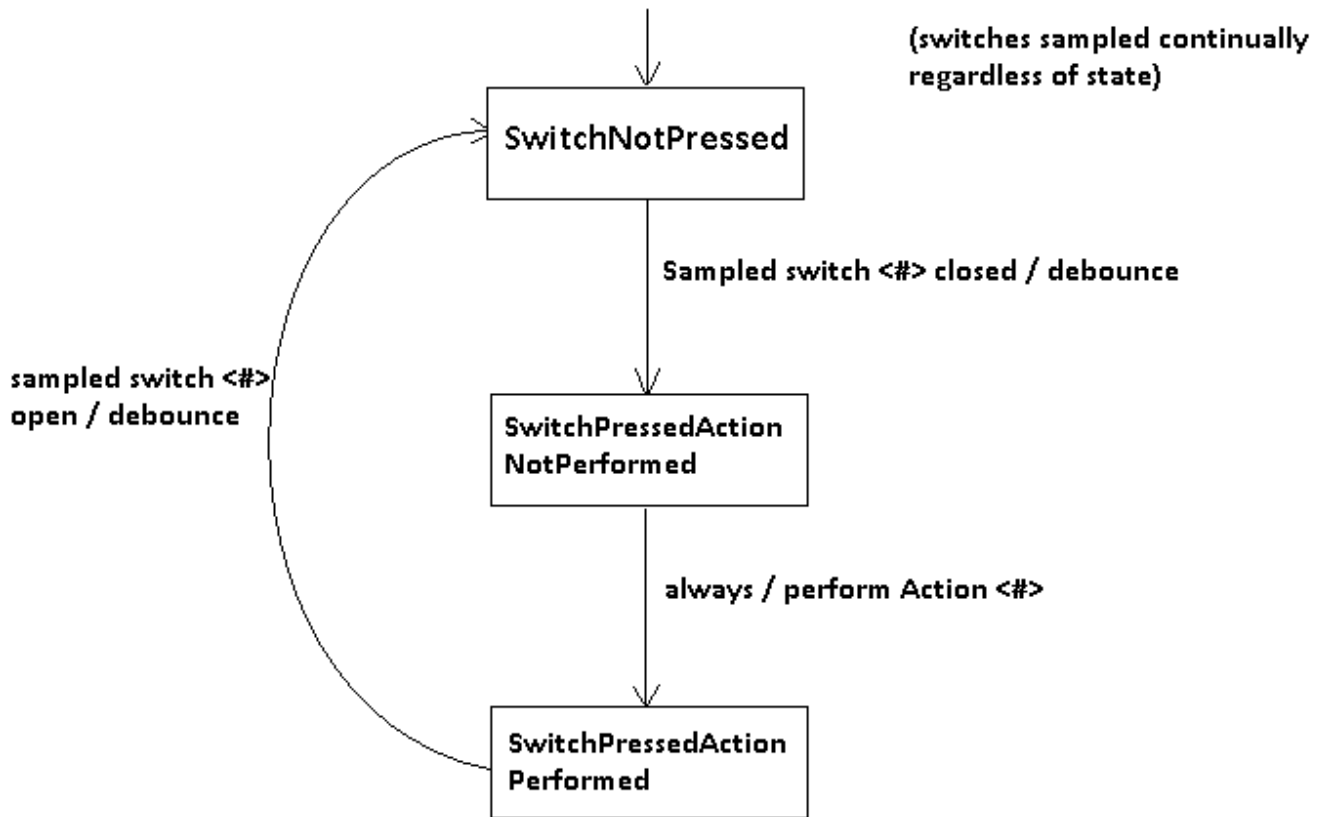 (switches sampled continually
regardless of state)
SwitchNotPressed
Sampled switch <#> closed / debounce
sampled switch <#>
open / debounce
SwitchPressedAction
NotPerformed
always / perform Action <#>
SwitchPressedAction
Performed